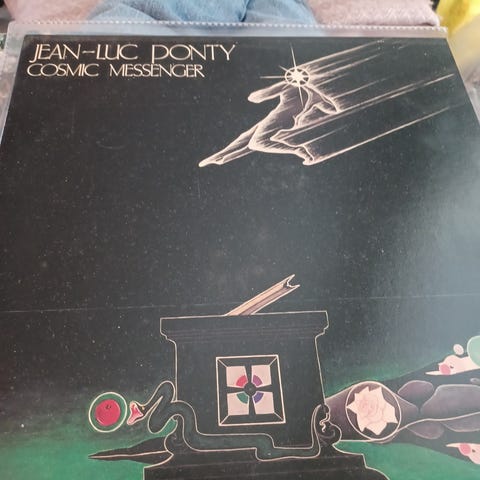 JEAN-LUC PONTY
COSMIC MESSENGER